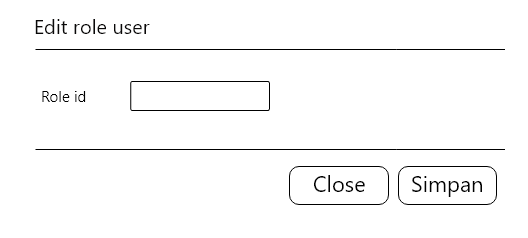 Edit role user
Role id
Close
Simpan